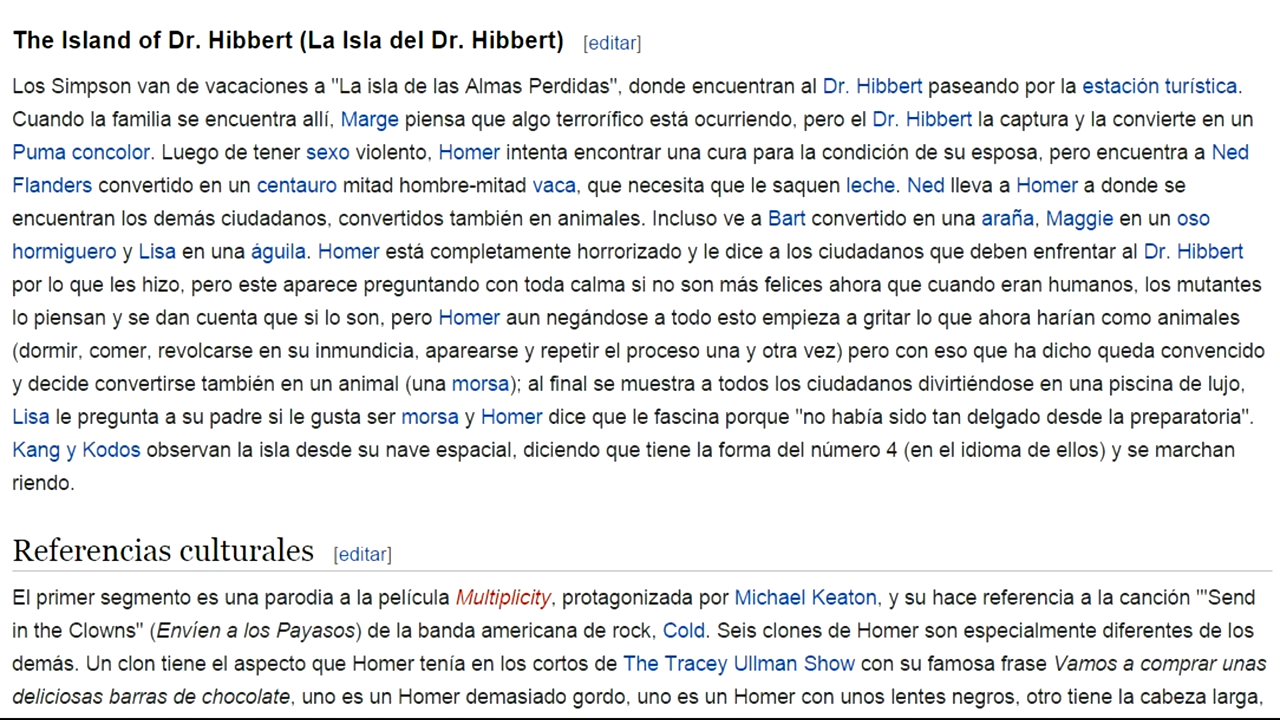 The Island of Dr. Hibbert (La Isla del Dr. Hibbert) [editar]
Los Simpson van de vacaciones a "La isla de las Almas Perdidas", donde encuentran al Dr. Hibbert paseando por la estación turística.
Cuando la familia se encuentra allí, Marge piensa que algo terrorífico está ocurriendo, pero el Dr. Hibbert la captura y la convierte en un
Puma concolor. Luego de tener sexo violento, Homer intenta encontrar una cura para la condición de su esposa, pero encuentra a Ned
Flanders convertido en un centauro mitad hombre-mitad vaca, que necesita que le saquen leche. Ned lleva a Homer a donde se
encuentran los demás ciudadanos, convertidos también en animales. Incluso ve a Bart convertido en una araña, Maggie en un oso
hormiguero y Lisa en una águila. Homer está completamente horrorizado y le dice a los ciudadanos que deben enfrentar al Dr. Hibbert
por lo que les hizo, pero este aparece preguntando con toda calma si no son más felices ahora que cuando eran humanos, los mutantes
lo piensan y se dan cuenta que si lo son, pero Homer aun negándose a todo esto empieza a gritar lo que ahora harían como animales
(dormir, comer, revolcarse en su inmundicia, aparearse y repetir el proceso una y otra vez) pero con eso que ha dicho queda convencido
y decide convertirse también en un animal (una morsa); al final se muestra a todos los ciudadanos divirtiéndose en una piscina de lujo,
Lisa le pregunta a su padre si le gusta ser morsa y Homer dice que le fascina porque "no había sido tan delgado desde la preparatoria".
Kang y Kodos observan la isla desde su nave espacial, diciendo que tiene la forma del número 4 (en el idioma de ellos) y se marchan
riendo.
Referencias culturales [editar]
El primer segmento es una parodia a la película Multiplicity, protagonizada por Michael Keaton, y su hace referencia a la canción '"Send
in the Clowns" (Envíen a los Payasos) de la banda americana de rock, Cold. Seis clones de Homer son especialmente diferentes de los
demás. Un clon tiene el aspecto que Homer tenía en los cortos de The Tracey Ullman Show con su famosa frase Vamos a comprar unas
deliciosas barras de chocolate, uno es un Homer demasiado gordo, uno es un Homer con unos lentes negros, otro tiene la cabeza larga,